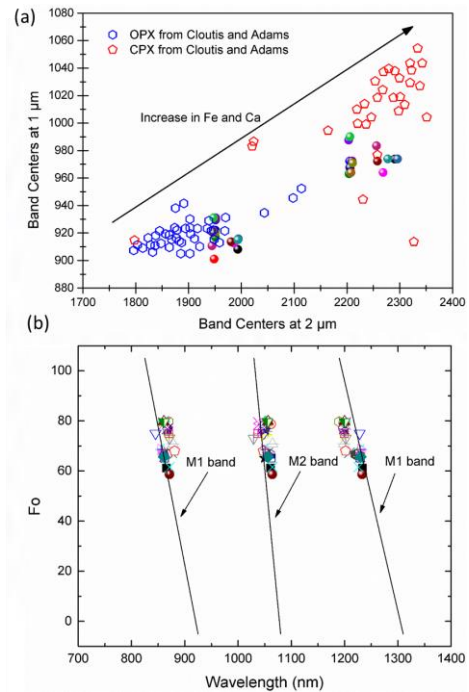 (a)
1080
1060
1040
1020
1000
980
960
940
920
900
880
Band Centers at 1 μm
OPX from Cloutis and Adams
CPX from Cloutis and Adams
Increase in Fe and Ca
1700 1800 1900 2000 2100 2200 2300 2400
Band Centers at 2 μm
(b)
100
80
60
40
20
0
Fo
M1 band
M2 band
M1 band
700 800 900 1000 1100 1200 1300 1400
Wavelength (nm)